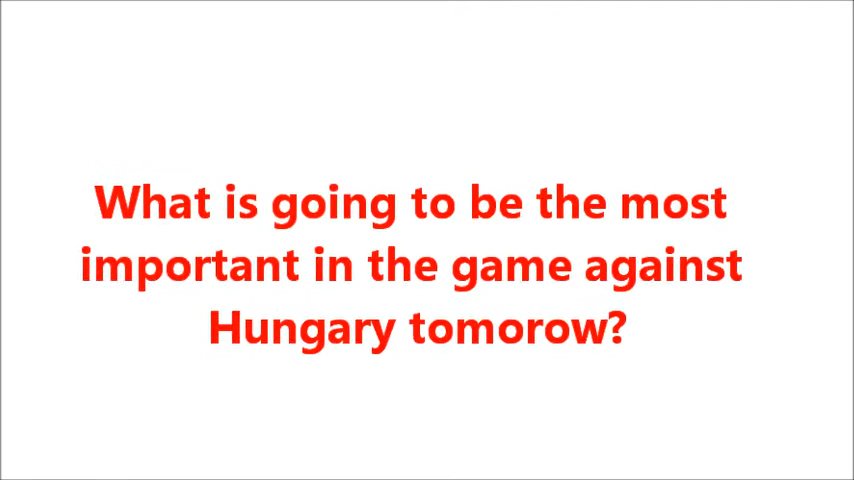 What is going to be the most
important in the game against
Hungary tomorow?